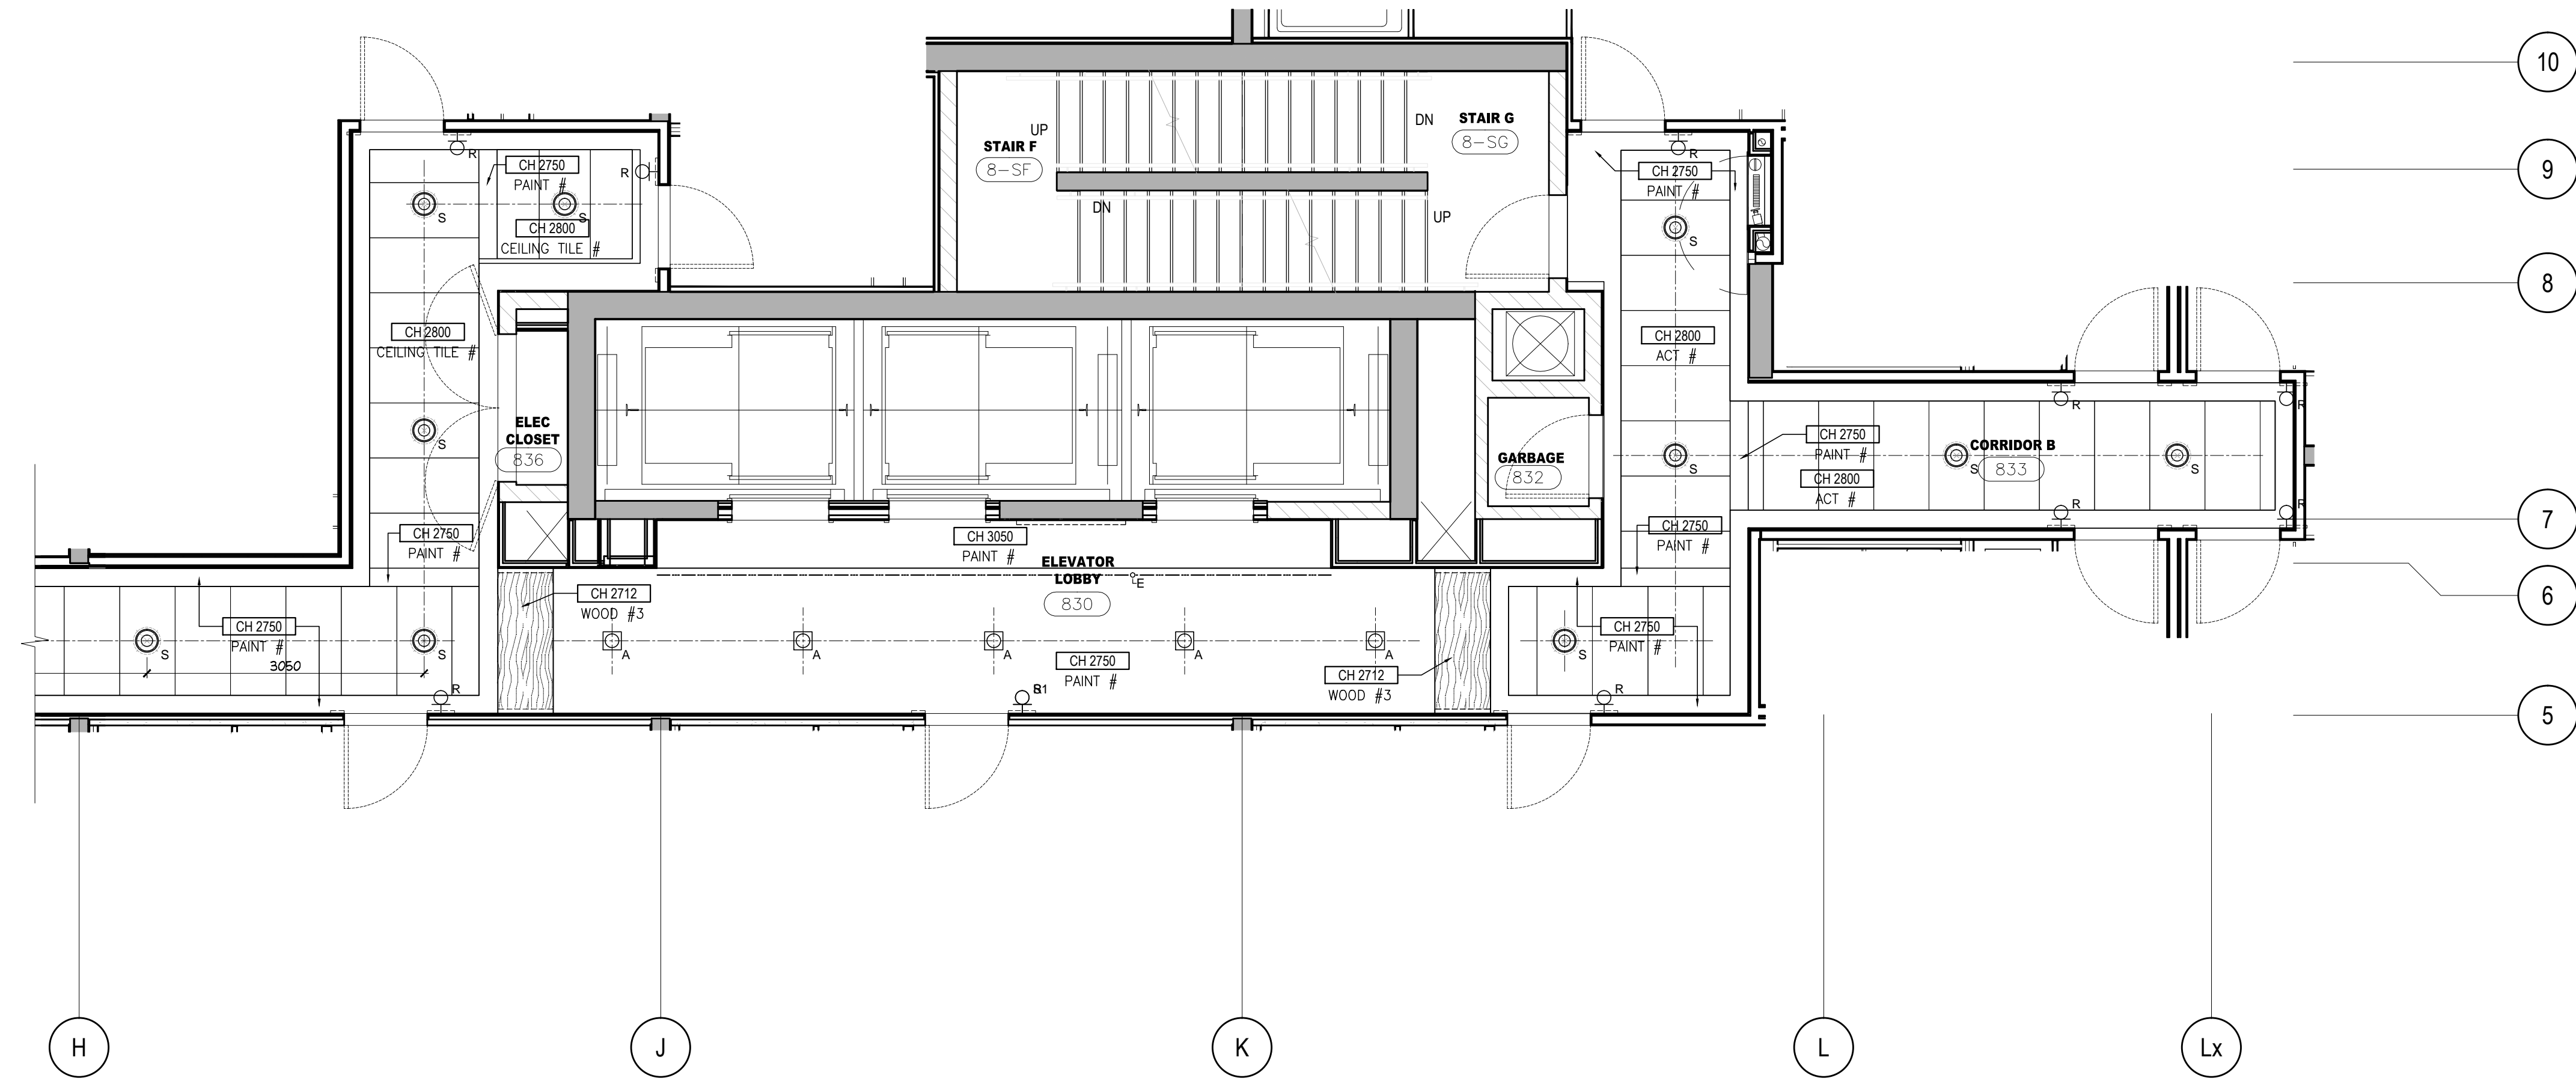 10
UP
DN
STAIR G
8-SG
STAIR F
8-SF
R
R
CH 2750
PAINT #
R
CH 2750
PAINT #
9
S
S
DN
UP
CH 2800
CEILING TILE #
S
8
CH 2800
CEILING TILE #
CH 2800
ACT #
R
R
S
ELEC
CLOSET
836
GARBAGE
832
S
CH 2750
PAINT #
CH 2800
ACT #
S
CORRIDOR B
833
S
R
R
7
CH 2750
PAINT #
CH 3050
PAINT #
CH 2750
PAINT #
ELEVATOR
LOBBY
830
E
6
CH 2712
WOOD #3
CH 2750
PAINT #
3050
S
S
A
A
A
A
A
CH 2750
PAINT #
CH 2712
WOOD #3
CH 2750
PAINT #
S
R
R
5
H
J
K
L
Lx